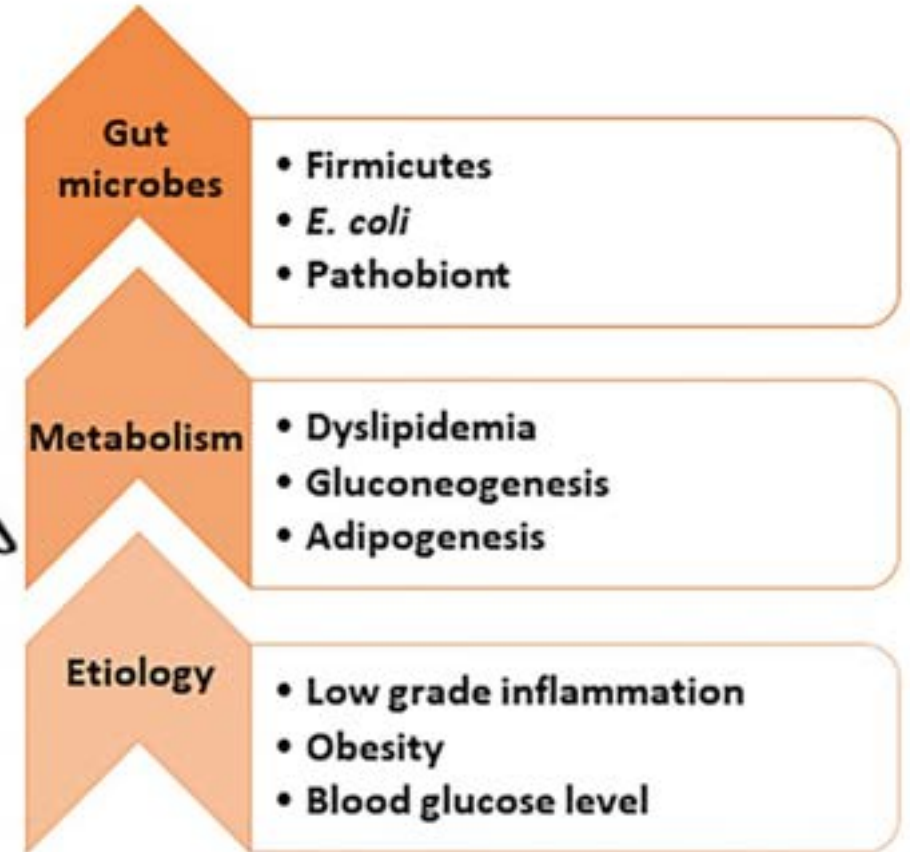 Gut
microbes
• Firmicutes
• E. coli
• Pathobiont
Metabolism
• Dyslipidemia
• Gluconeogenesis
• Adipogenesis
Etiology
• Low grade inflammation
• Obesity
• Blood glucose level